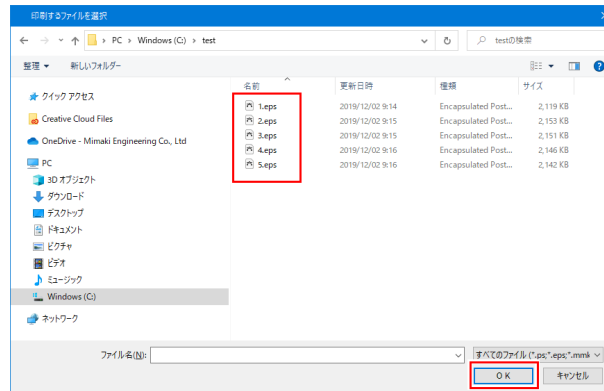 印刷するファイルを選択
> PC > Windows (C:) > test
testの検索
整理 新しいフォルダー
名前 更新日時 種類 サイズ
クイック アクセス
Creative Cloud Files
OneDrive - Mimaki Engineering Co., Ltd
PC
3D オブジェクト
ダウンロード
デスクトップ
ドキュメント
ピクチャ
ビデオ
ミュージック
Windows (C:)
ネットワーク
1.eps 2019/12/02 9:14 Encapsulated Post... 2,119 KB
2.eps 2019/12/02 9:15 Encapsulated Post... 2,153 KB
3.eps 2019/12/02 9:15 Encapsulated Post... 2,151 KB
4.eps 2019/12/02 9:16 Encapsulated Post... 2,146 KB
5.eps 2019/12/02 9:16 Encapsulated Post... 2,142 KB
ファイル名(N):
すべてのファイル (*.ps;*.eps;*.mmk
OK キャンセル